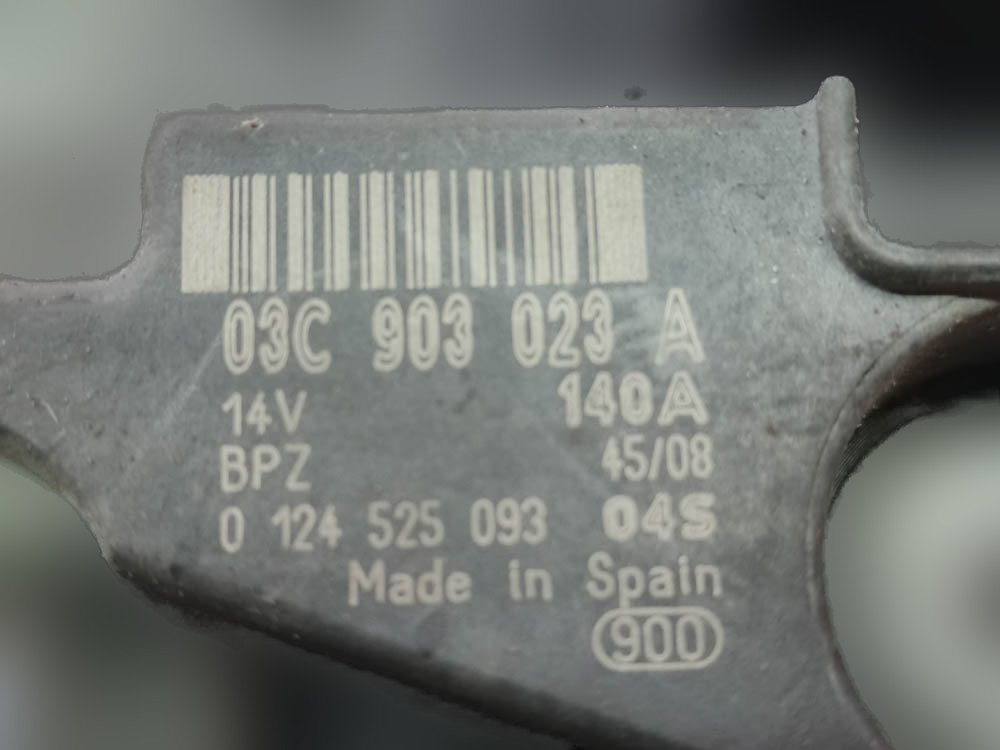 03C 903 023 A
14V 140A
BPZ 45/08
0 124 525 093 04S
Made in Spain
900